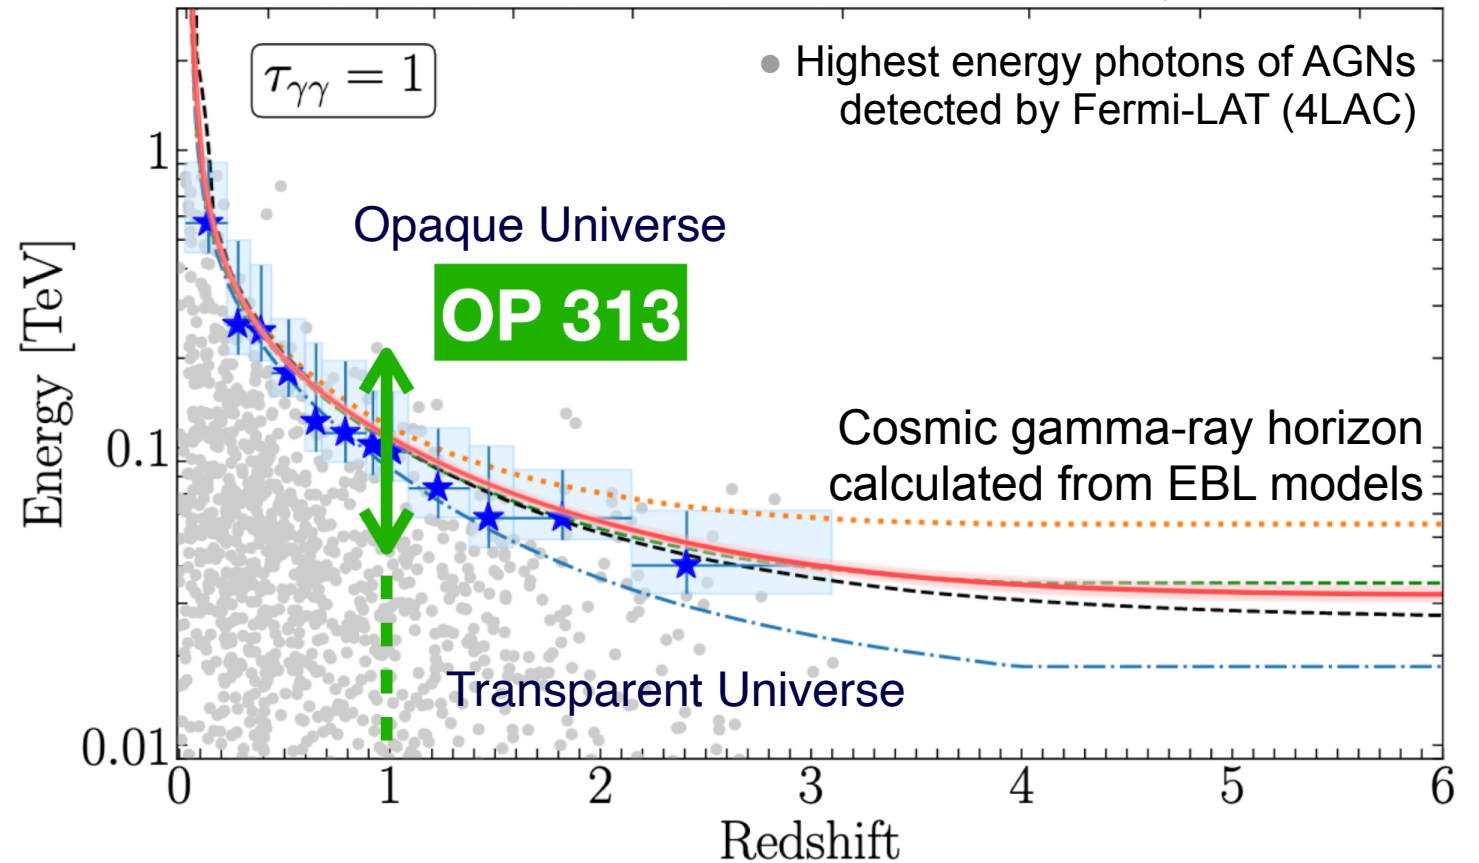 τγγ = 1
Highest energy photons of AGNs
detected by Fermi-LAT (4LAC)
Opaque Universe
OP 313
Cosmic gamma-ray horizon
calculated from EBL models
Transparent Universe
Energy [TeV]
1
0.1
0.01
0 1 2 3 4 5 6
Redshift